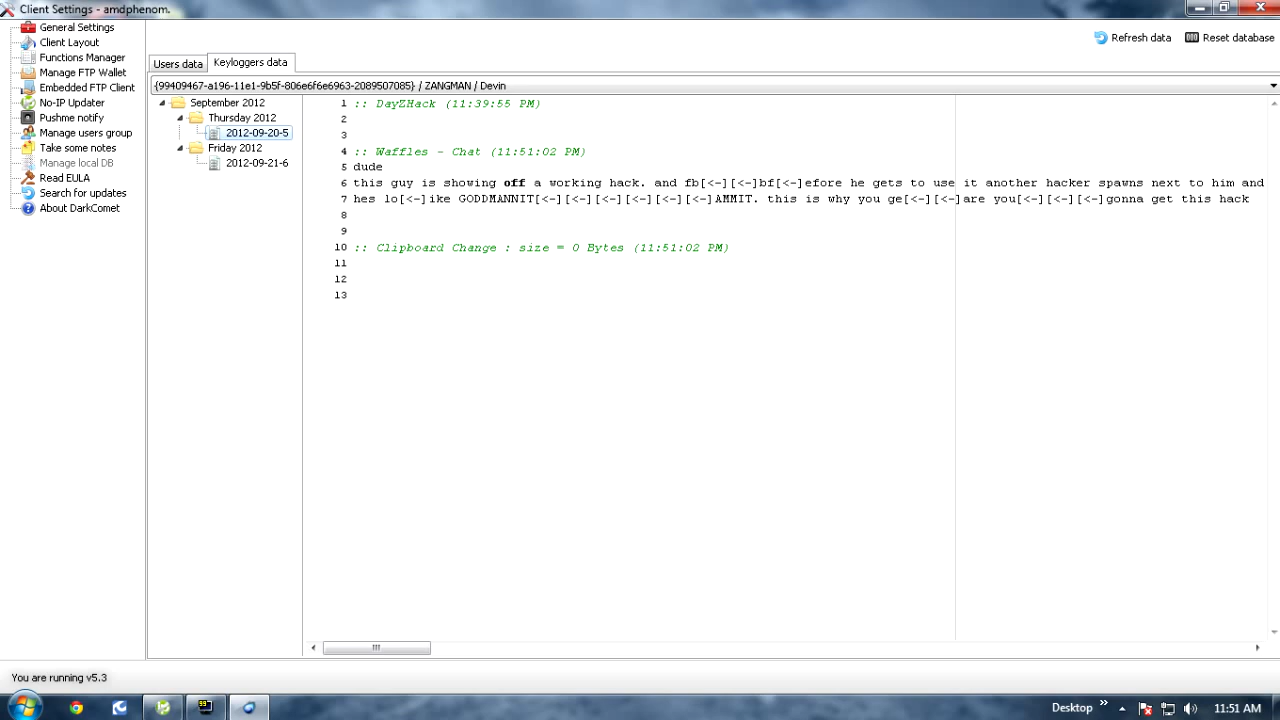 Client Settings - amdphenom.
General Settings
Client Layout
Functions Manager
Manage FTP Wallet
Embedded FTP Client
No-IP Updater
Pushme notify
Manage users group
Take some notes
Manage local DB
Read EULA
Search for updates
About DarkComet
Refresh data
Reset database
Users data
Keyloggers data
{99409467-a196-11e1-9b5f-806e6f6e6963-2089507085} / ZANGMAN / Devin
September 2012
Thursday 2012
2012-09-20-5
Friday 2012
2012-09-21-6
1 :: DayZHack (11:39:55 PM)
2
3
4 :: Waffles - Chat (11:51:02 PM)
5 dude
6 this guy is showing off a working hack. and fb[<-][<-]bf[<-]efore he gets to use it another hacker spawns next to him and
7 hes lo[<-]ike GODDMANNIT[<-][<-][<-][<-][<-][<-]AMMIT. this is why you ge[<-][<-]are you[<-][<-][<-]gonna get this hack
8
9
10 :: Clipboard Change : size = 0 Bytes (11:51:02 PM)
11
12
13
You are running v5.3
Desktop
11:51 AM